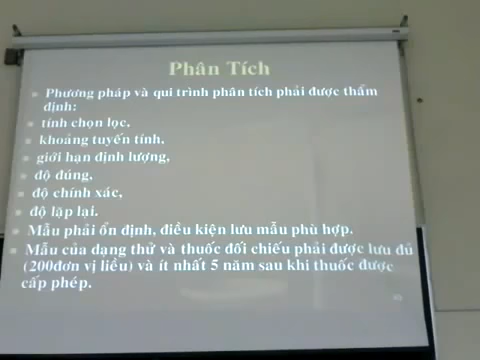 Phân Tích
Phương pháp và qui trình phân tích phải được thẩm
định:
tính chọn lọc,
khoảng tuyến tính,
giới hạn định lượng,
độ đúng,
độ chính xác,
độ lặp lại.
Mẫu phải ổn định, điều kiện lưu mẫu phù hợp.
Mẫu của dạng thử và thuốc đối chiếu phải được lưu đủ
(200đơn vị liều) và ít nhất 5 năm sau khi thuốc được
cấp phép.